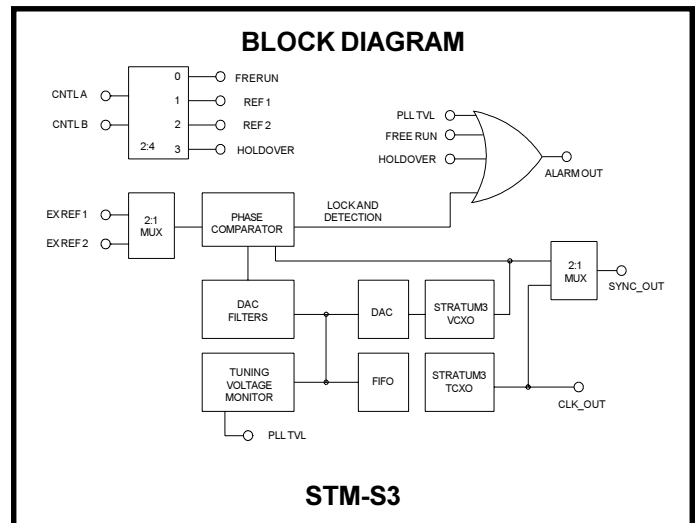 BLOCK DIAGRAM
CNTL A
CNTL B
0
1
2
3
2:4
FRERUN
REF 1
REF 2
HOLDOVER
PLL TVL
FREE RUN
HOLDOVER
ALARM OUT
EX REF 1
EX REF 2
2:1
MUX
PHASE
COMPARATOR
LOCK AND
DETECTION
DAC
FILTERS
DAC
STRATUM3
VCXO
2:1
MUX
SYNC_OUT
TUNING
VOLTAGE
MONITOR
FIFO
STRATUM3
TCXO
CLK_OUT
PLL TVL
STM-S3